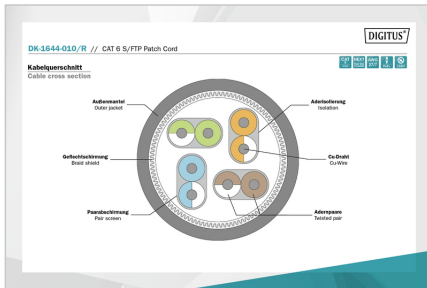 DIGITUS®
DK-1644-010/R // CAT 6 S/FTP Patch Cord
Kabelquerschnitt
Cable cross section
Außenmantel
Outer jacket
Aderisolierung
Isolation
Geflechtschirmung
Braid shield
Cu-Draht
Cu-Wire
Paarabschirmung
Pair screen
Adernpaare
Twisted pair